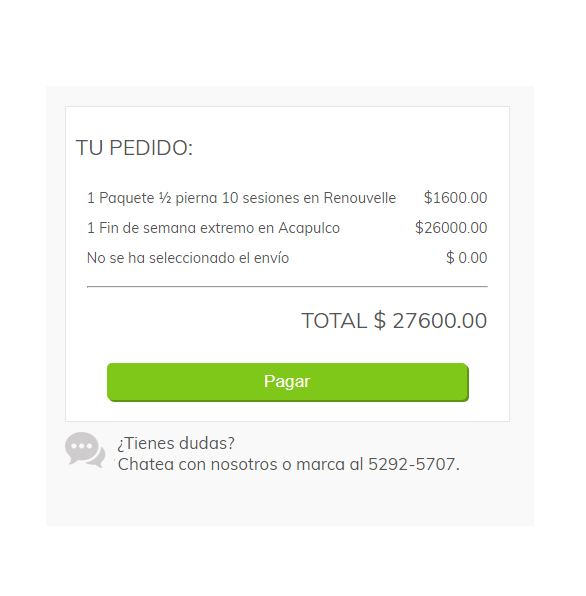 TU PEDIDO:
1 Paquete ½ pierna 10 sesiones en Renouvelle $1600.00
1 Fin de semana extremo en Acapulco $26000.00
No se ha seleccionado el envío $ 0.00
TOTAL $ 27600.00
Pagar
¿Tienes dudas?
Chatea con nosotros o marca al 5292-5707.